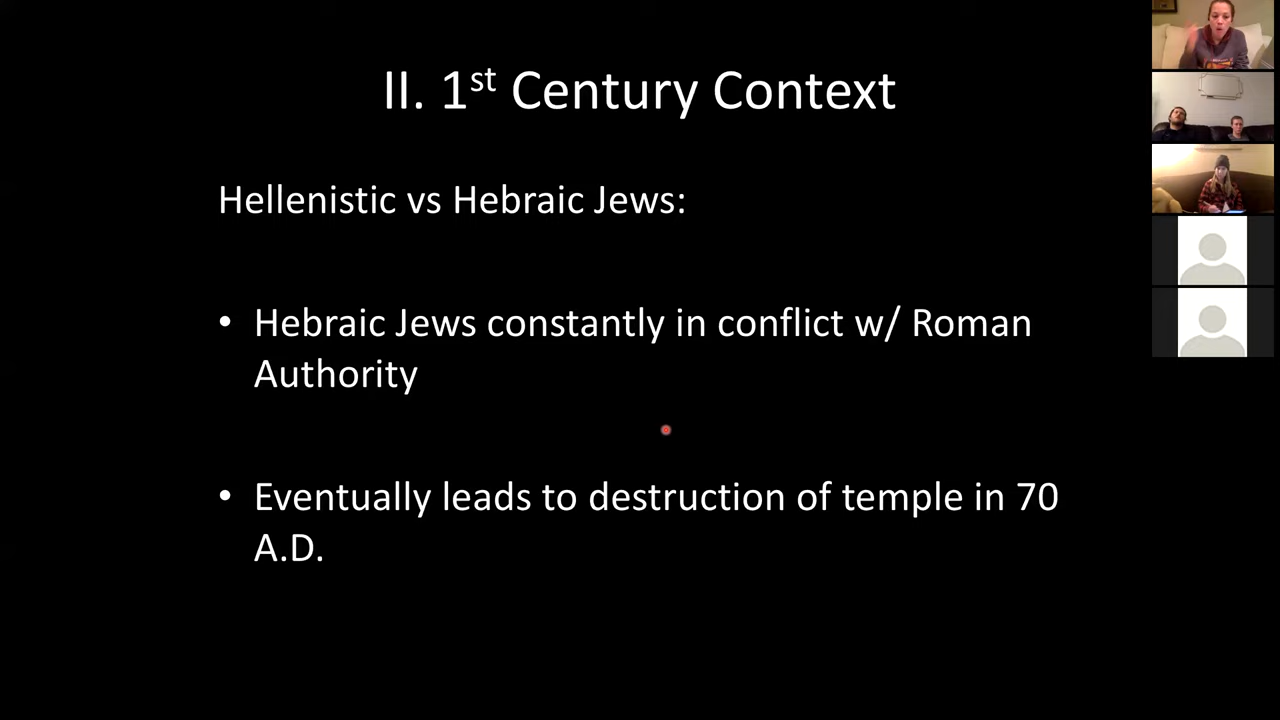 II. 1st Century Context
Hellenistic vs Hebraic Jews:
• Hebraic Jews constantly in conflict w/ Roman
Authority
• Eventually leads to destruction of temple in 70
A.D.